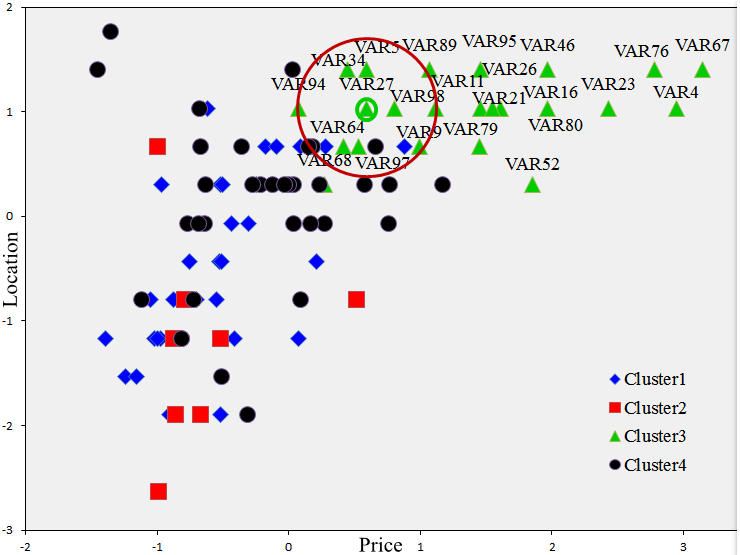 2
VAR5 VAR89 VAR95 VAR46 VAR76 VAR67
VAR34
VAR94 VAR27 VAR11 VAR26 VAR23 VAR4
VAR98 VAR21 VAR16
1
VAR64 VAR9 VAR79 VAR80
VAR68 VAR97 VAR52
0
Location
-1
Cluster1
Cluster2
-2
Cluster3
Cluster4
-3
-2 -1 0 1 2 3
Price